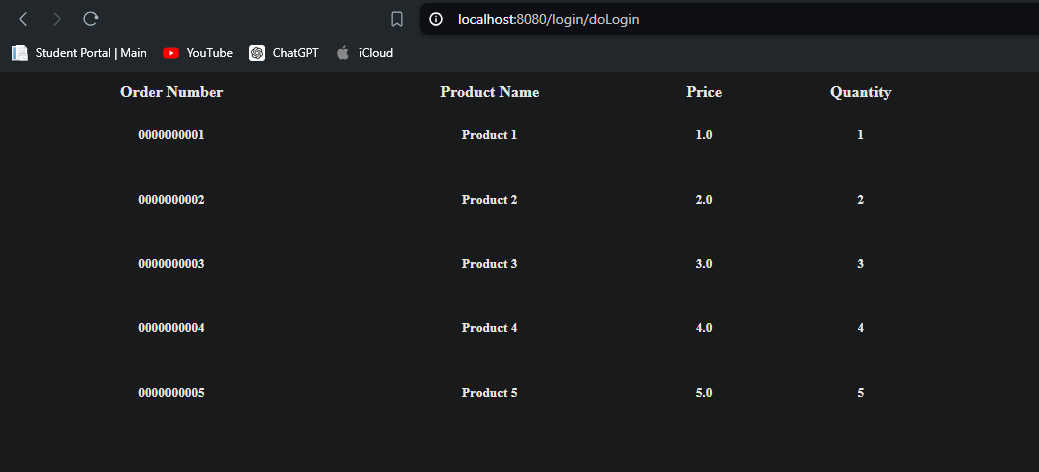 localhost:8080/login/doLogin
Student Portal | Main YouTube ChatGPT iCloud
Order Number Product Name Price Quantity
0000000001 Product 1 1.0 1
0000000002 Product 2 2.0 2
0000000003 Product 3 3.0 3
0000000004 Product 4 4.0 4
0000000005 Product 5 5.0 5